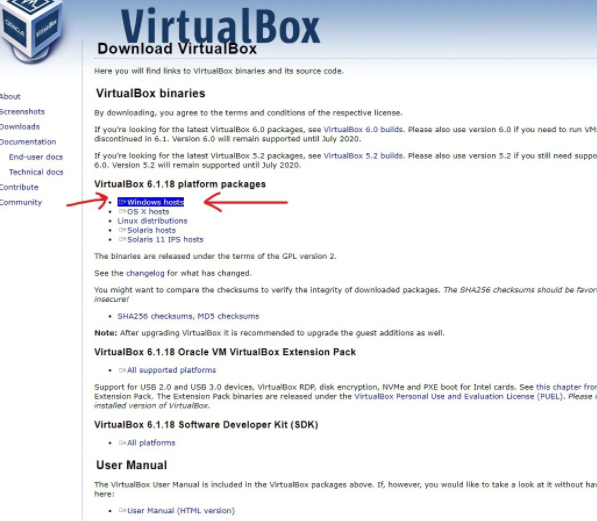 VirtualBox
Download VirtualBox
Here you will find links to VirtualBox binaries and its source code.
VirtualBox binaries
By downloading, you agree to the terms and conditions of the respective license.
If you're looking for the latest VirtualBox 6.0 packages, see VirtualBox 6.0 builds. Please also use version 6.0 if you need to run VM
discontinued in 6.1. Version 6.0 will remain supported until July 2020.
If you're looking for the latest VirtualBox 5.2 packages, see VirtualBox 5.2 builds. Please also use version 5.2 if you still need suppo
6.0. Version 5.2 will remain supported until July 2020.
VirtualBox 6.1.18 platform packages
Windows hosts
OS X hosts
Linux distributions
Solaris hosts
Solaris 11 IPS hosts
The binaries are released under the terms of the GPL version 2.
See the changelog for what has changed.
You might want to compare the checksums to verify the integrity of downloaded packages. The SHA256 checksums should be favor
insecure!
SHA256 checksums, MD5 checksums
Note: After upgrading VirtualBox it is recommended to upgrade the guest additions as well.
VirtualBox 6.1.18 Oracle VM VirtualBox Extension Pack
All supported platforms
Support for USB 2.0 and USB 3.0 devices, VirtualBox RDP, disk encryption, NVMe and PXE boot for Intel cards. See this chapter fro
Extension Pack. The Extension Pack binaries are released under the VirtualBox Personal Use and Evaluation License (PUEL). Please i
installed version of VirtualBox.
VirtualBox 6.1.18 Software Developer Kit (SDK)
All platforms
User Manual
The VirtualBox User Manual is included in the VirtualBox packages above. If, however, you would like to take a look at it without hav
here:
User Manual (HTML version)
About
Screenshots
Downloads
Documentation
End-user docs
Technical docs
Contribute
Community
ORACLE
VirtualBox